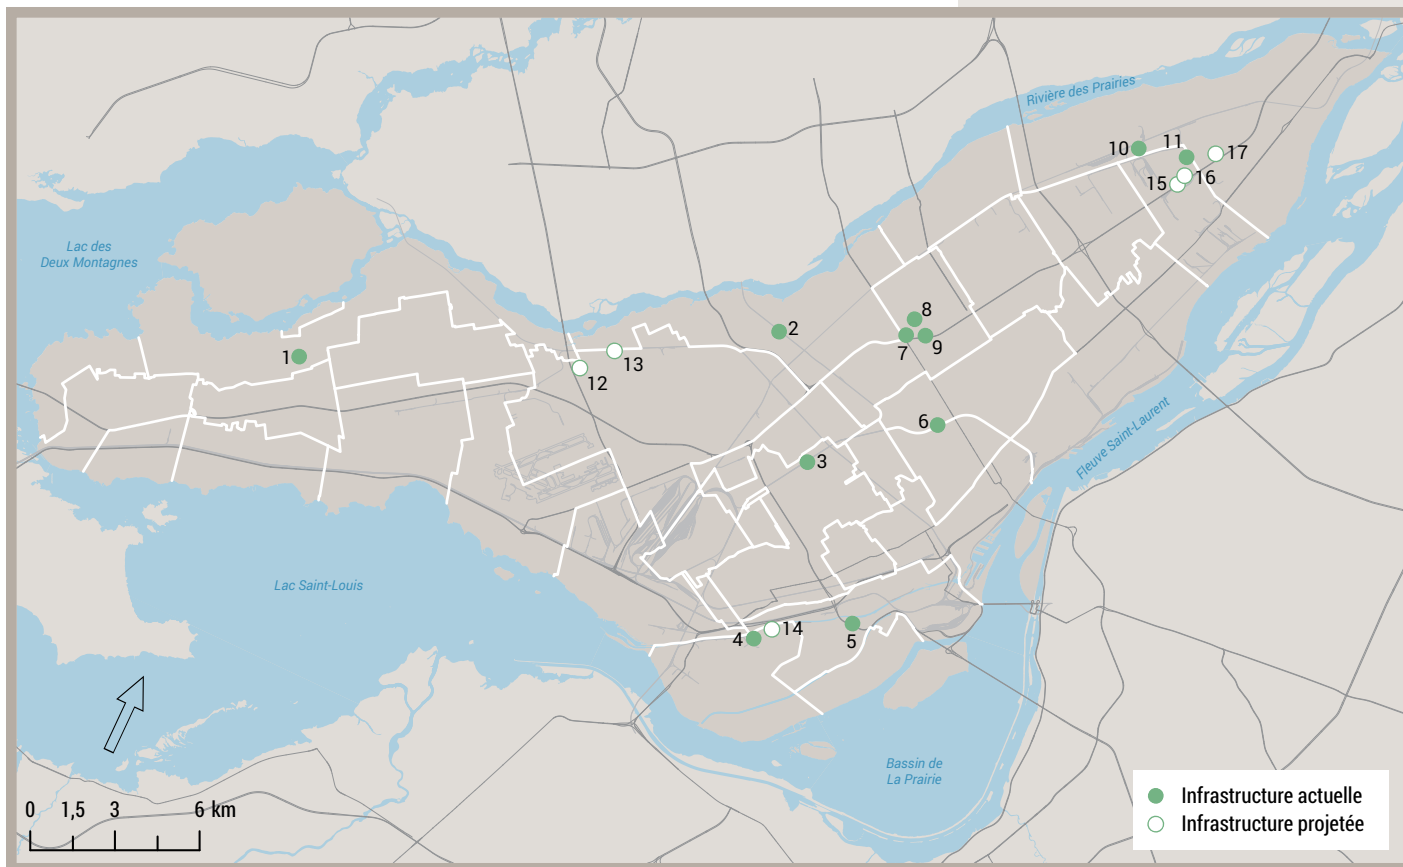 Rivière des Prairies
10
11
17
16
15
Lac des
Deux Montagnes
8
2
7
9
1
13
12
6
Fleuve Saint-Laurent
3
Lac Saint-Louis
14
4
5
Bassin de
La Prairie
0 1,5 3 6 km
Infrastructure actuelle
Infrastructure projetée